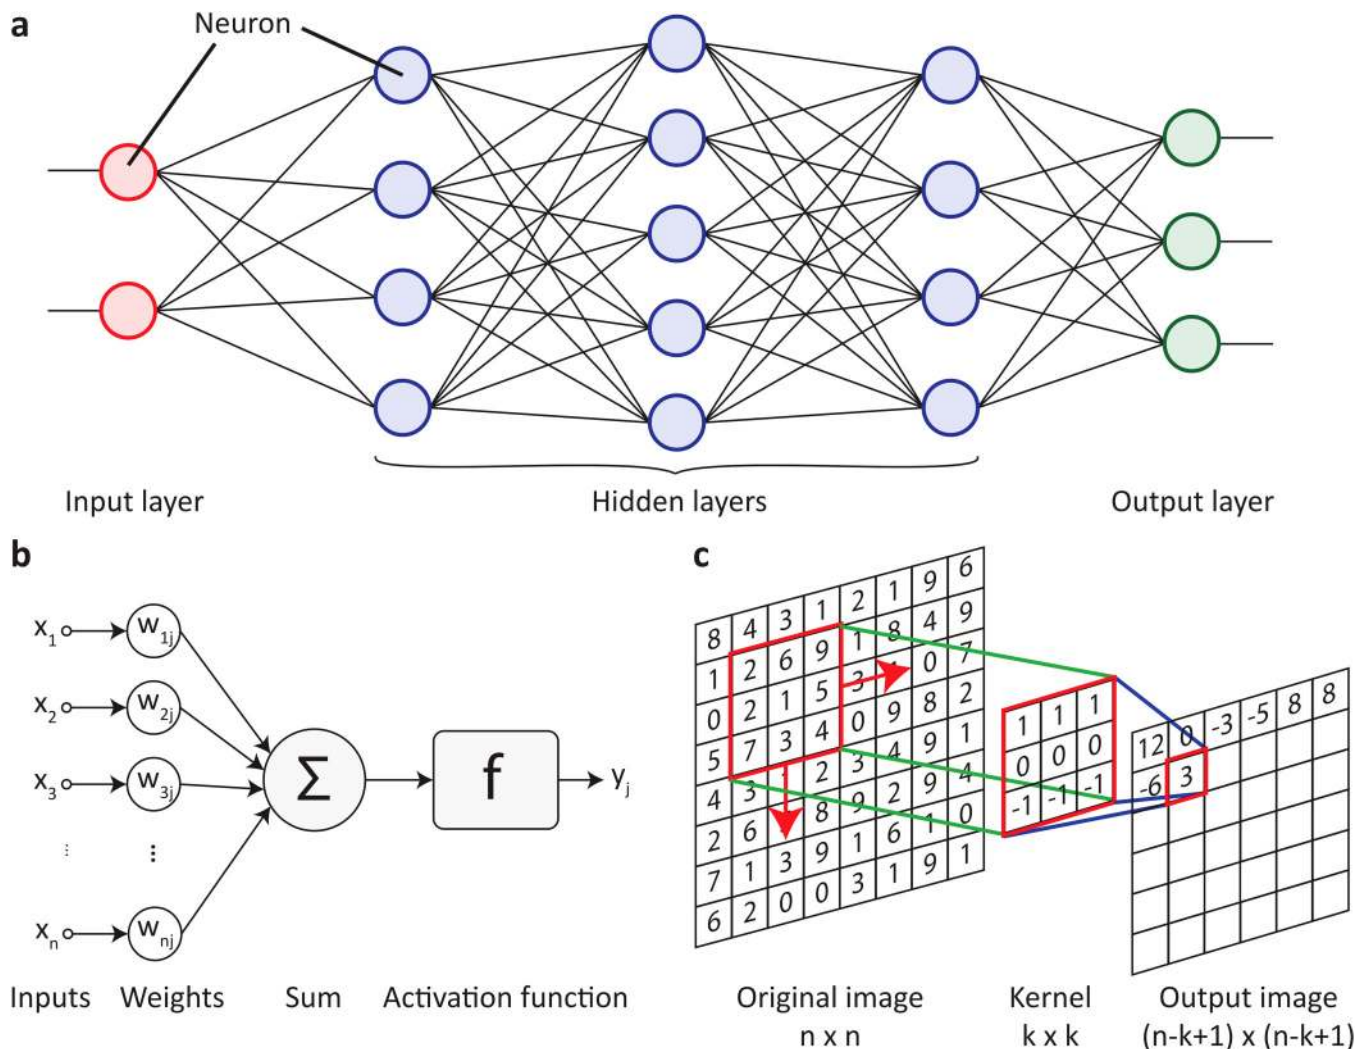 a
Neuron
Input layer
Hidden layers
Output layer
b
x1 w1j
x2 w2j
x3 w3j
... ...
xn wnj
Σ
f
yj
Inputs Weights Sum Activation function
c
8 4 3 1 2 1 9 6
1 2 6 9 1 8 4 9
0 2 1 5 3 0 7
5 7 3 4 0 9 8 2
4 3 2 3 4 9 1
2 6 8 9 2 9 4
7 1 3 9 1 6 1 0
6 2 0 0 3 1 9 1
1 1 1
0 0 0
-1 -1 -1
12 0 -3 -5 8 8
-6 3
Original image
n x n
Kernel
k x k
Output image
(n-k+1) x (n-k+1)